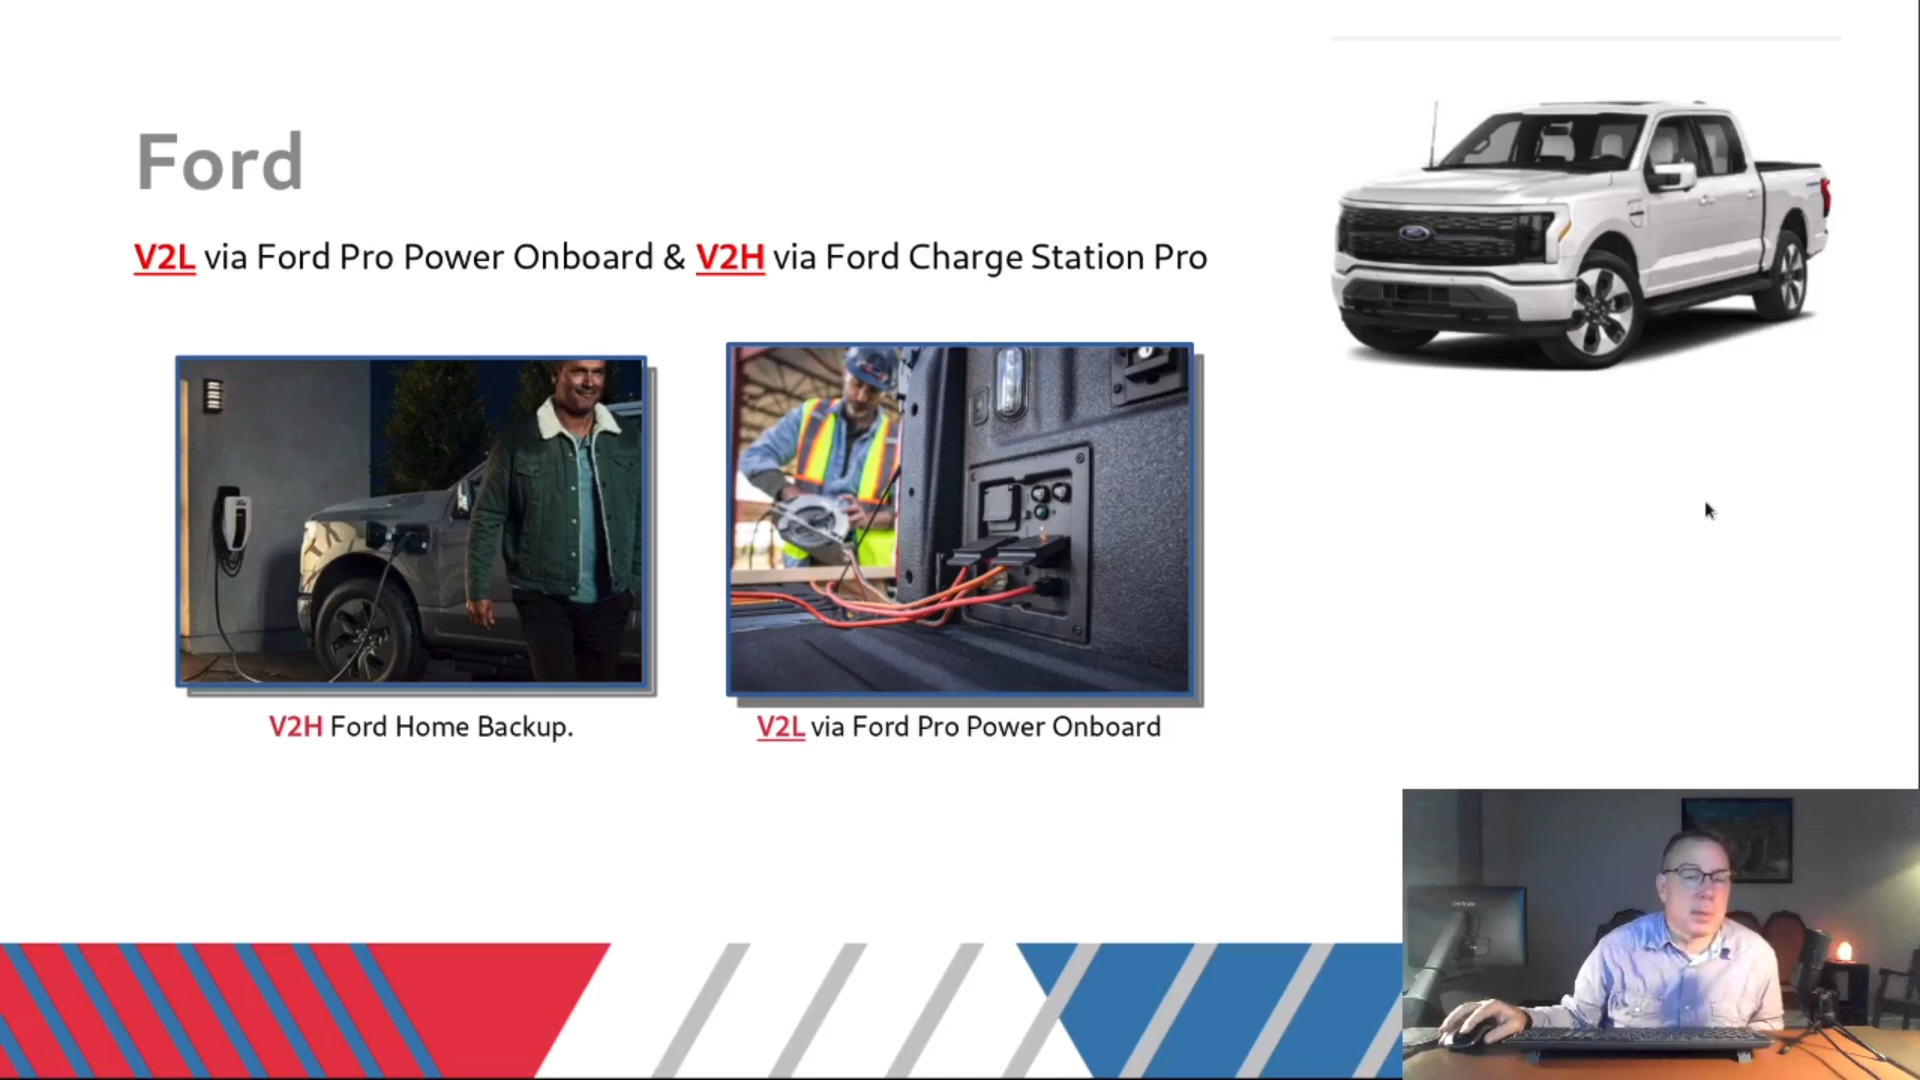 Ford
V2L via Ford Pro Power Onboard & V2H via Ford Charge Station Pro
V2H Ford Home Backup.
V2L via Ford Pro Power Onboard